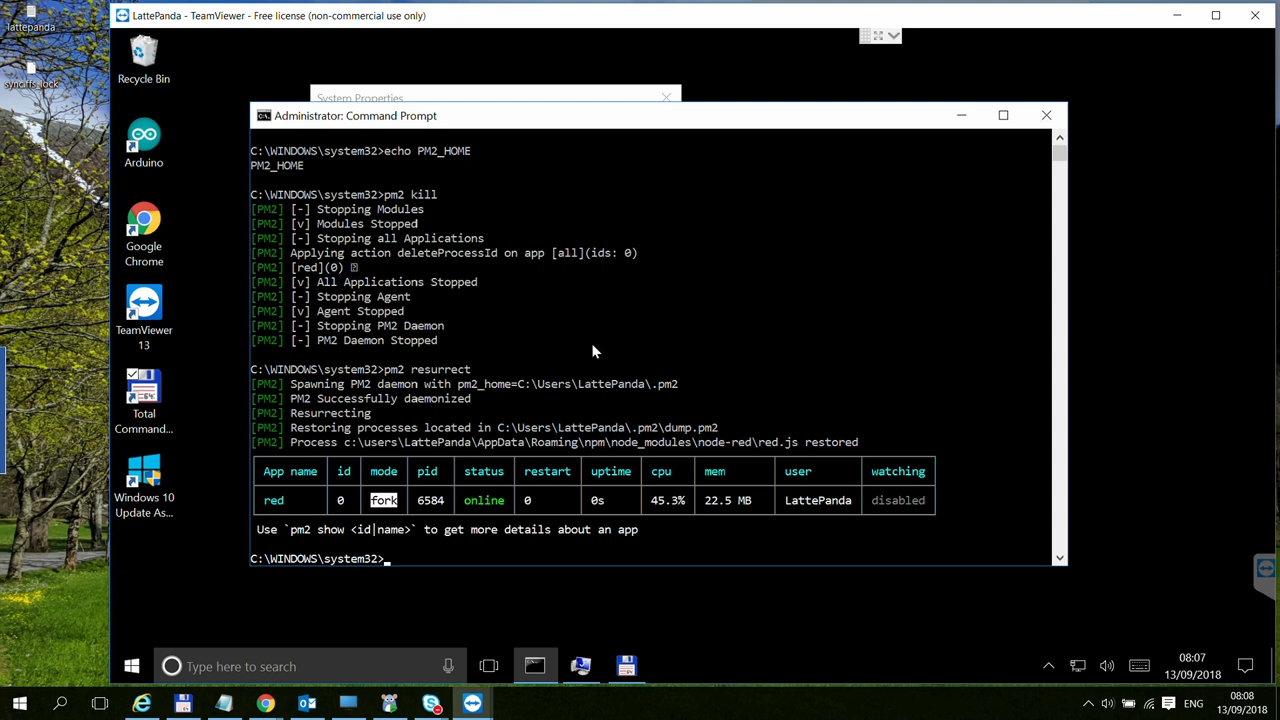 LattePanda - TeamViewer - Free license (non-commercial use only)
lattepanda
Recycle Bin
System Properties
Administrator: Command Prompt
C:\WINDOWS\system32>echo PM2_HOME
PM2_HOME
C:\WINDOWS\system32>pm2 kill
[PM2] [-] Stopping Modules
[PM2] [v] Modules Stopped
[PM2] [-] Stopping all Applications
[PM2] Applying action deleteProcessId on app [all](ids: 0)
[PM2] [red](0)
[PM2] [v] All Applications Stopped
[PM2] [-] Stopping Agent
[PM2] [v] Agent Stopped
[PM2] [-] Stopping PM2 Daemon
[PM2] [-] PM2 Daemon Stopped
C:\WINDOWS\system32>pm2 resurrect
[PM2] Spawning PM2 daemon with pm2_home=C:\Users\LattePanda\.pm2
[PM2] PM2 Successfully daemonized
[PM2] Resurrecting
[PM2] Restoring processes located in C:\Users\LattePanda\.pm2\dump.pm2
[PM2] Process c:\users\LattePanda\AppData\Roaming\npm\node_modules\node-red\red.js restored
App name id mode pid status restart uptime cpu mem user watching
red 0 fork 6584 online 0 0s 45.3% 22.5 MB LattePanda disabled
Use `pm2 show <id|name>` to get more details about an app
C:\WINDOWS\system32>
Arduino
Google
Chrome
TeamViewer
13
64
Total
Command...
Windows 10
Update As...
Type here to search
08:07
13/09/2018
ENG
08:08
13/09/2018